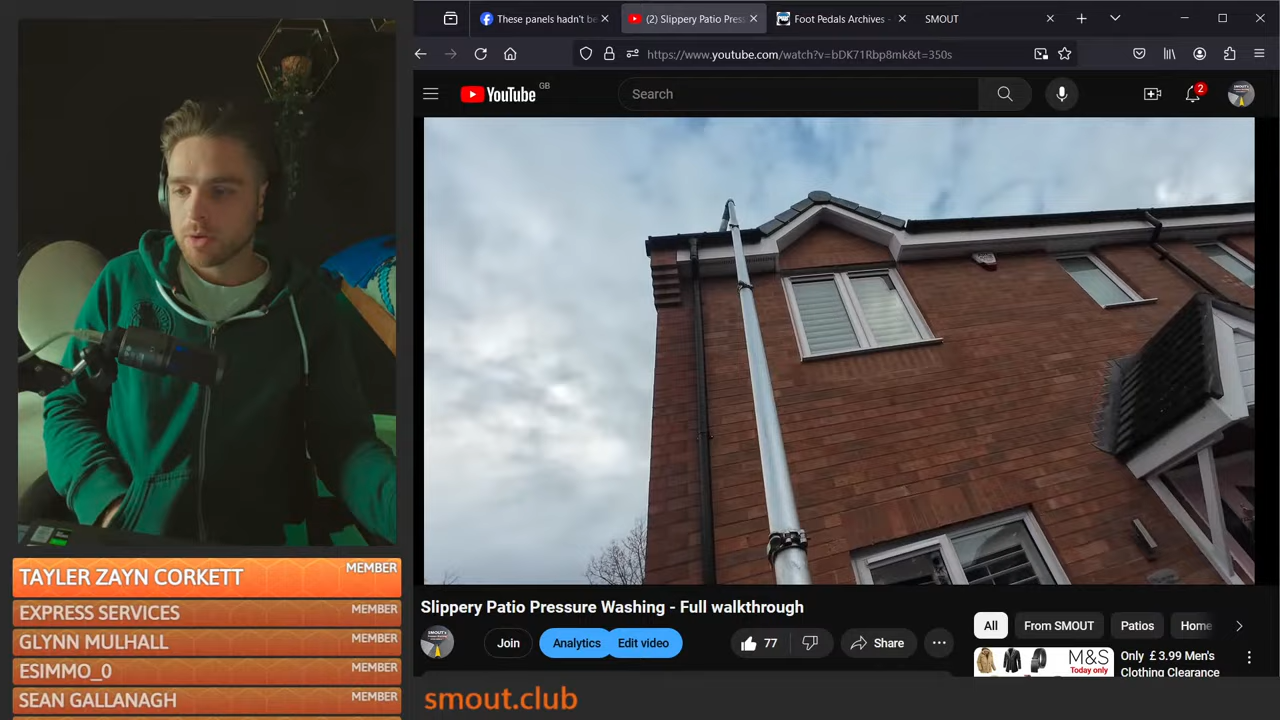 These panels hadn't be
(2) Slippery Patio Press
Foot Pedals Archives -
SMOUT
https://www.youtube.com/watch?v=bDK71Rbp8mk&t=350s
YouTube GB
Search
2
TAYLER ZAYN CORKETT MEMBER
EXPRESS SERVICES MEMBER
GLYNN MULHALL MEMBER
ESIMMO_0 MEMBER
SEAN GALLANAGH MEMBER
Slippery Patio Pressure Washing - Full walkthrough
Join
Analytics
Edit video
77
Share
All
From SMOUT
Patios
Home
M&S
Today only
Only £3.99 Men's
Clothing Clearance
smout.club